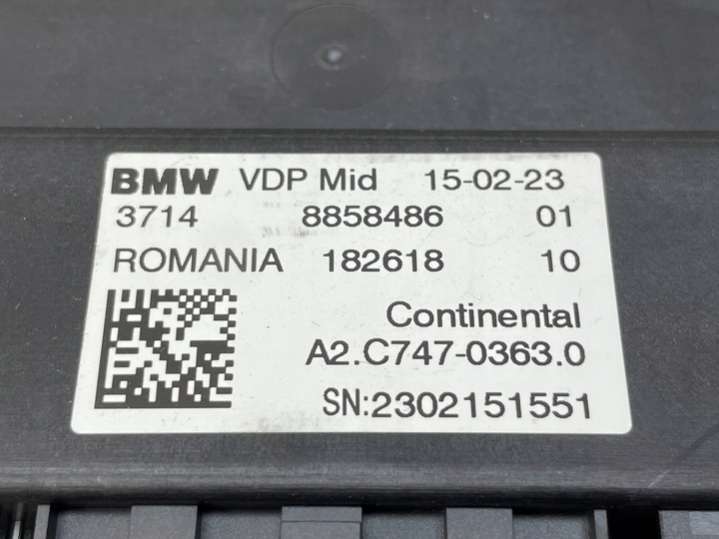 BMW VDP Mid 15-02-23
3714 8858486 01
ROMANIA 182618 10
Continental
A2.C747-0363.0
SN:2302151551